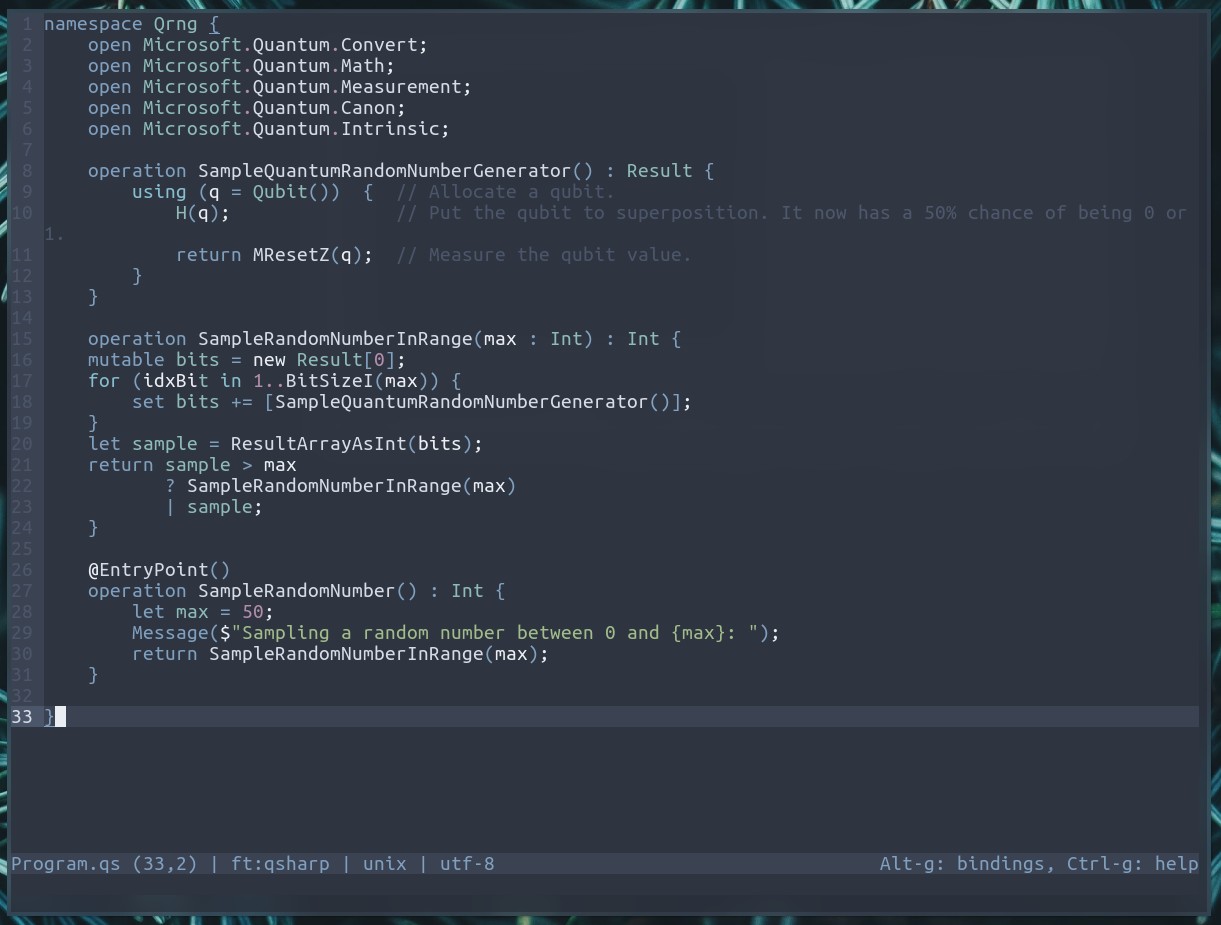 1 namespace Qrng {
2     open Microsoft.Quantum.Convert;
3     open Microsoft.Quantum.Math;
4     open Microsoft.Quantum.Measurement;
5     open Microsoft.Quantum.Canon;
6     open Microsoft.Quantum.Intrinsic;
7
8     operation SampleQuantumRandomNumberGenerator() : Result {
9         using (q = Qubit())  {  // Allocate a qubit.
10             H(q);               // Put the qubit to superposition. It now has a 50% chance of being 0 or
1.
11             return MResetZ(q);  // Measure the qubit value.
12         }
13     }
14
15     operation SampleRandomNumberInRange(max : Int) : Int {
16     mutable bits = new Result[0];
17     for (idxBit in 1..BitSizeI(max)) {
18         set bits += [SampleQuantumRandomNumberGenerator()];
19     }
20     let sample = ResultArrayAsInt(bits);
21     return sample > max
22            ? SampleRandomNumberInRange(max)
23            | sample;
24     }
25
26     @EntryPoint()
27     operation SampleRandomNumber() : Int {
28         let max = 50;
29         Message($"Sampling a random number between 0 and {max}: ");
30         return SampleRandomNumberInRange(max);
31     }
32
33 }
Program.qs (33,2) | ft:qsharp | unix | utf-8 Alt-g: bindings, Ctrl-g: help